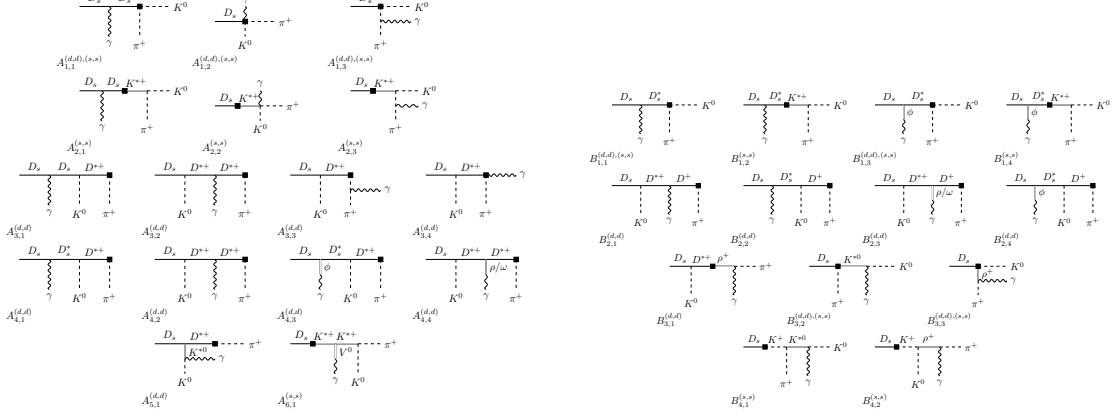 D_s D_s K^0
γ π^+
A_{1,1}^{(d,d),(s,s)}
γ
D_s π^+
K^0
A_{1,2}^{(d,d),(s,s)}
D_s K^0
γ
π^+
A_{1,3}^{(d,d),(s,s)}
D_s D_s K^{*+} K^0
γ π^+
A_{2,1}^{(s,s)}
γ
D_s K^{*+} π^+
K^0
A_{2,2}^{(s,s)}
D_s K^{*+} K^0
γ
π^+
A_{2,3}^{(s,s)}
D_s D_s D^{*+}
γ K^0 π^+
A_{3,1}^{(d,d)}
D_s D^{*+} D^{*+}
K^0 γ π^+
A_{3,2}^{(d,d)}
D_s D^{*+}
γ
K^0 π^+
A_{3,3}^{(d,d)}
D_s D^{*+} γ
K^0 π^+
A_{3,4}^{(d,d)}
D_s D_s^* D^{*+}
γ K^0 π^+
A_{4,1}^{(d,d)}
D_s D^{*+} D^{*+}
K^0 γ π^+
A_{4,2}^{(d,d)}
D_s D_s^* D^{*+}
φ
γ K^0 π^+
A_{4,3}^{(d,d)}
D_s D^{*+} D^{*+}
ρ/ω
K^0 γ π^+
A_{4,4}^{(d,d)}
D_s D^{*+} π^+
K^{*0} γ
K^0
A_{5,1}^{(d,d)}
D_s K^{*+} K^{*+} π^+
V^0
γ K^0
A_{6,1}^{(s,s)}
D_s D_s^* K^0
γ π^+
B_{1,1}^{(d,d),(s,s)}
D_s D_s^* K^{*+} K^0
γ π^+
B_{1,2}^{(s,s)}
D_s D_s^* K^0
φ
γ π^+
B_{1,3}^{(d,d),(s,s)}
D_s D_s^* K^{*+} K^0
φ
γ π^+
B_{1,4}^{(s,s)}
D_s D^{*+} D^+
K^0 γ π^+
B_{2,1}^{(d,d)}
D_s D_s^* D^+
γ K^0 π^+
B_{2,2}^{(d,d)}
D_s D^{*+} D^+
ρ/ω
K^0 γ π^+
B_{2,3}^{(d,d)}
D_s D_s^* D^+
φ
γ K^0 π^+
B_{2,4}^{(d,d)}
D_s D^{*+} ρ^+ π^+
K^0 γ
B_{3,1}^{(d,d)}
D_s K^{*0} K^0
π^+ γ
B_{3,2}^{(d,d),(s,s)}
D_s K^0
ρ^+ γ
π^+
B_{3,3}^{(d,d),(s,s)}
D_s K^+ K^{*0} K^0
π^+ γ
B_{4,1}^{(s,s)}
D_s K^+ ρ^+ π^+
K^0 γ
B_{4,2}^{(s,s)}